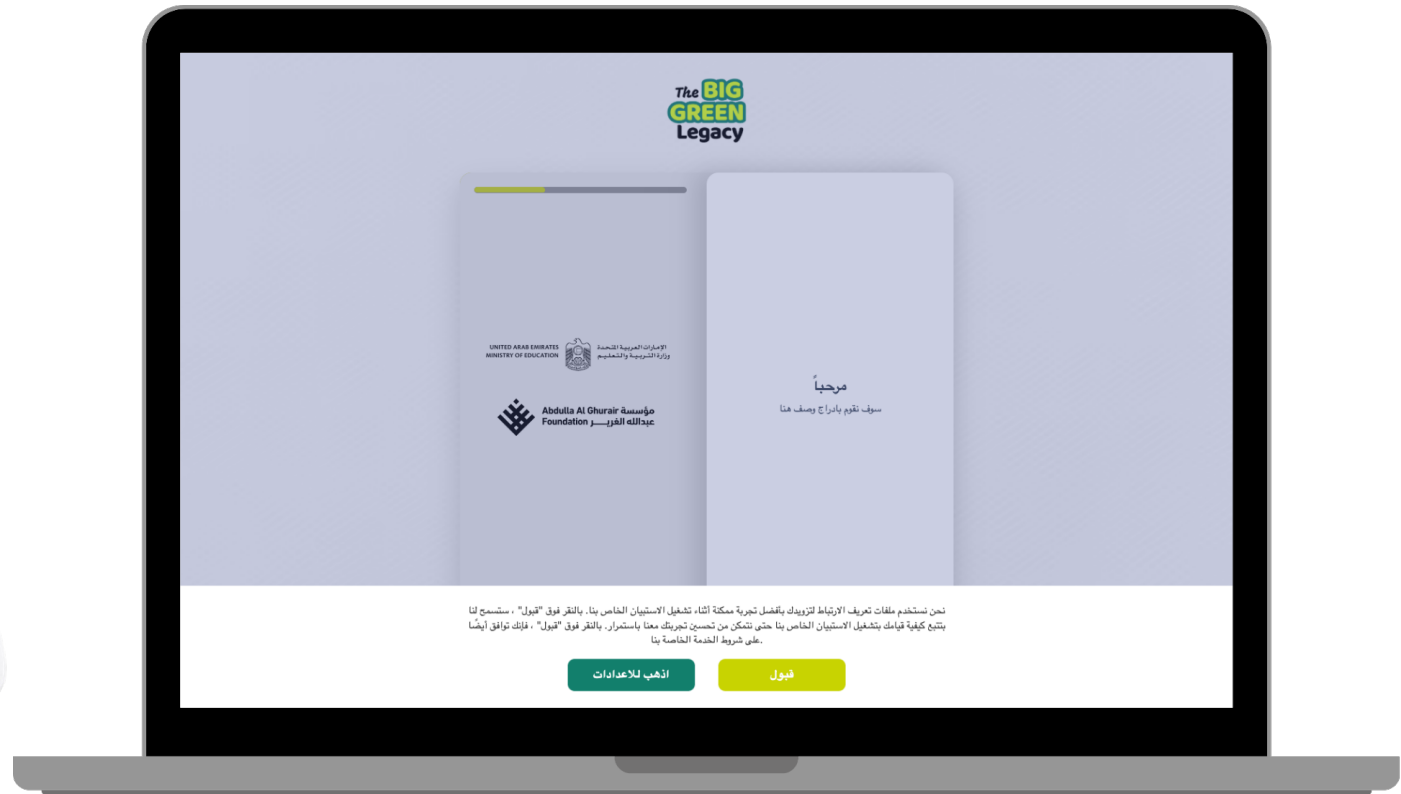 The BIG
GREEN
Legacy
UNITED ARAB EMIRATES
MINISTRY OF EDUCATION
الإمارات العربية المتحدة
وزارة التربية والتعليم
Abdulla Al Ghurair مؤسسة
Foundation عبدالله الغرير
مرحباً
سوف نقوم بادراج وصف هنا
نحن نستخدم ملفات تعريف الارتباط لتزويدك بأفضل تجربة ممكنة أثناء تشغيل الاستبيان الخاص بنا. بالنقر فوق "قبول" ، ستسمح لنا
بتتبع كيفية قيامك بتشغيل الاستبيان الخاص بنا حتى نتمكن من تحسين تجربتك معنا باستمرار. بالنقر فوق "قبول" ، فإنك توافق أيضًا
.على شروط الخدمة الخاصة بنا
قبول
اذهب للاعدادات